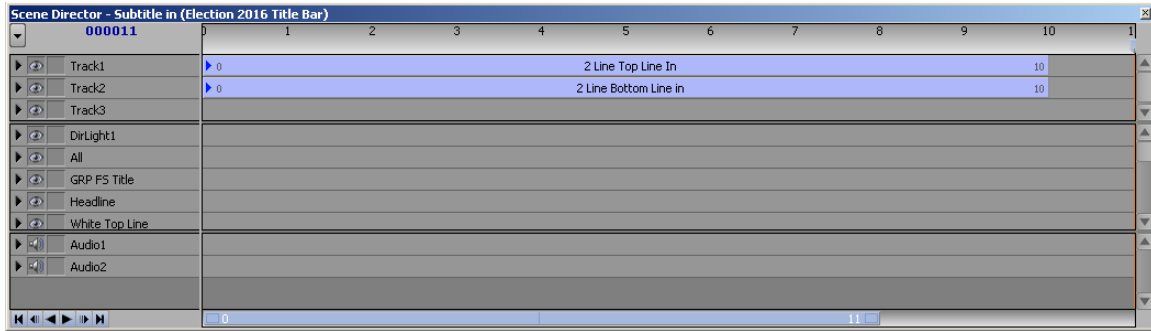 Scene Director - Subtitle in (Election 2016 Title Bar)
000011 0 1 2 3 4 5 6 7 8 9 10 1
Track1 0 2 Line Top Line In 10
Track2 0 2 Line Bottom Line in 10
Track3
DirLight1
All
GRP FS Title
Headline
White Top Line
Audio1
Audio2
0 11